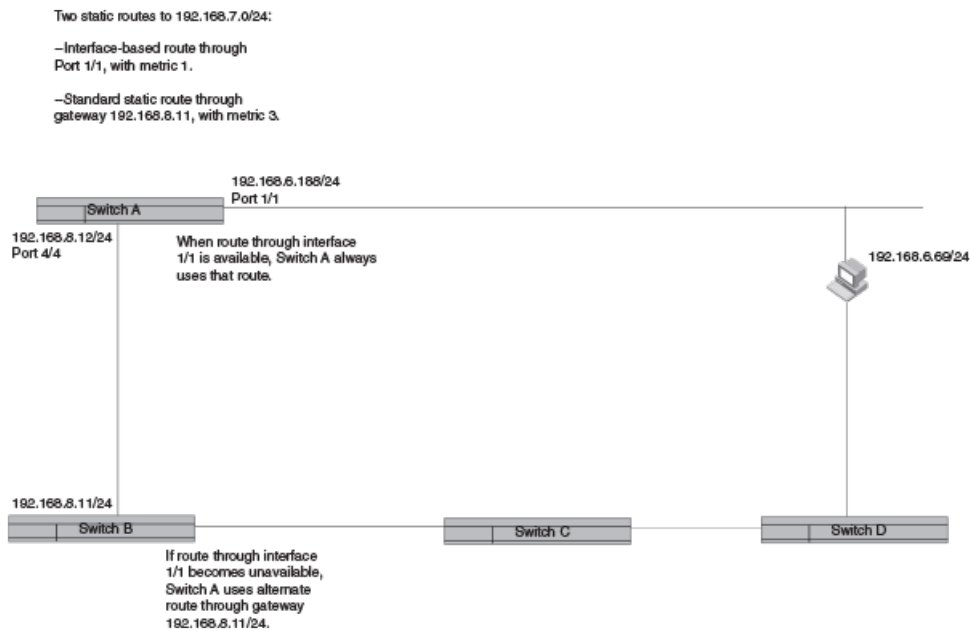 Two static routes to 192.168.7.0/24:
–Interface-based route through
Port 1/1, with metric 1.
–Standard static route through
gateway 192.168.8.11, with metric 3.
192.168.6.188/24
Port 1/1
Switch A
192.168.8.12/24
Port 4/4
When route through interface
1/1 is available, Switch A always
uses that route.
192.168.6.69/24
192.168.8.11/24
Switch B
Switch C
Switch D
If route through interface
1/1 becomes unavailable,
Switch A uses alternate
route through gateway
192.168.8.11/24.